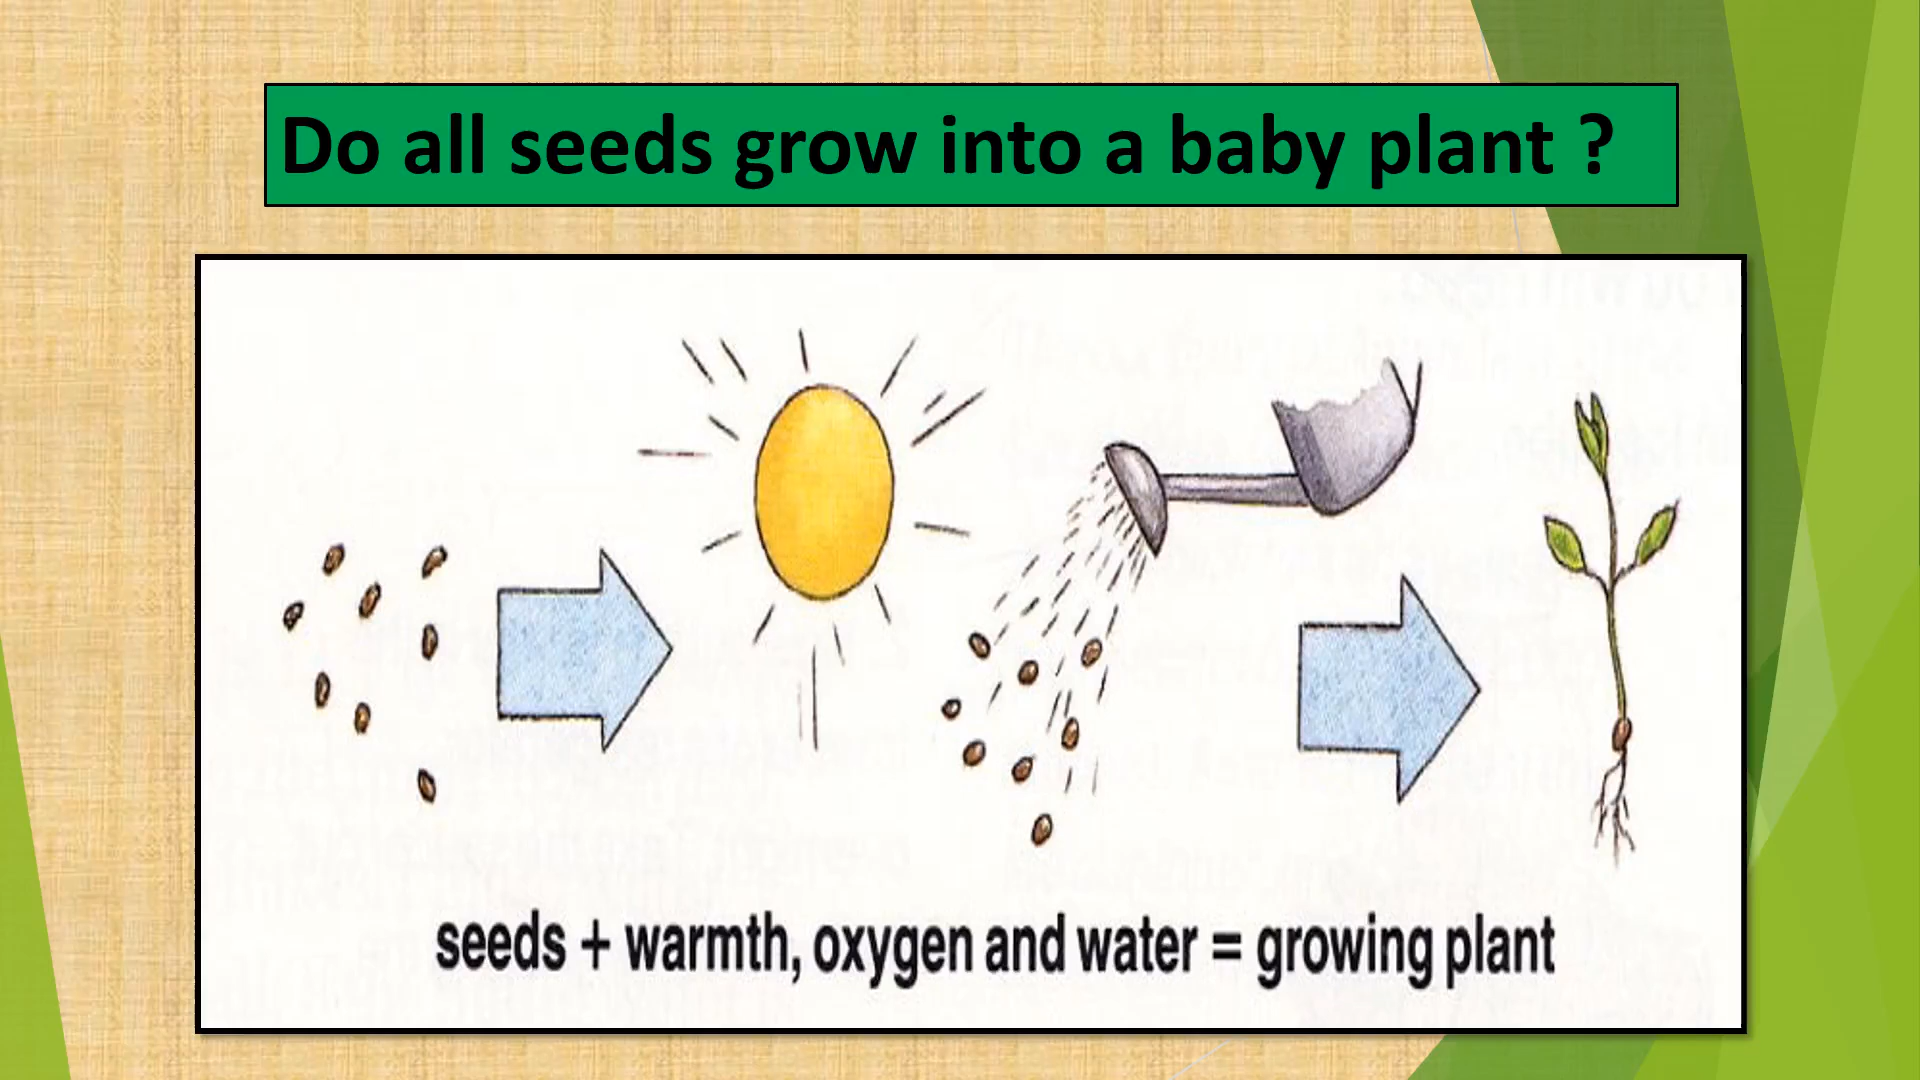 Do all seeds grow into a baby plant ?
seeds + warmth, oxygen and water = growing plant